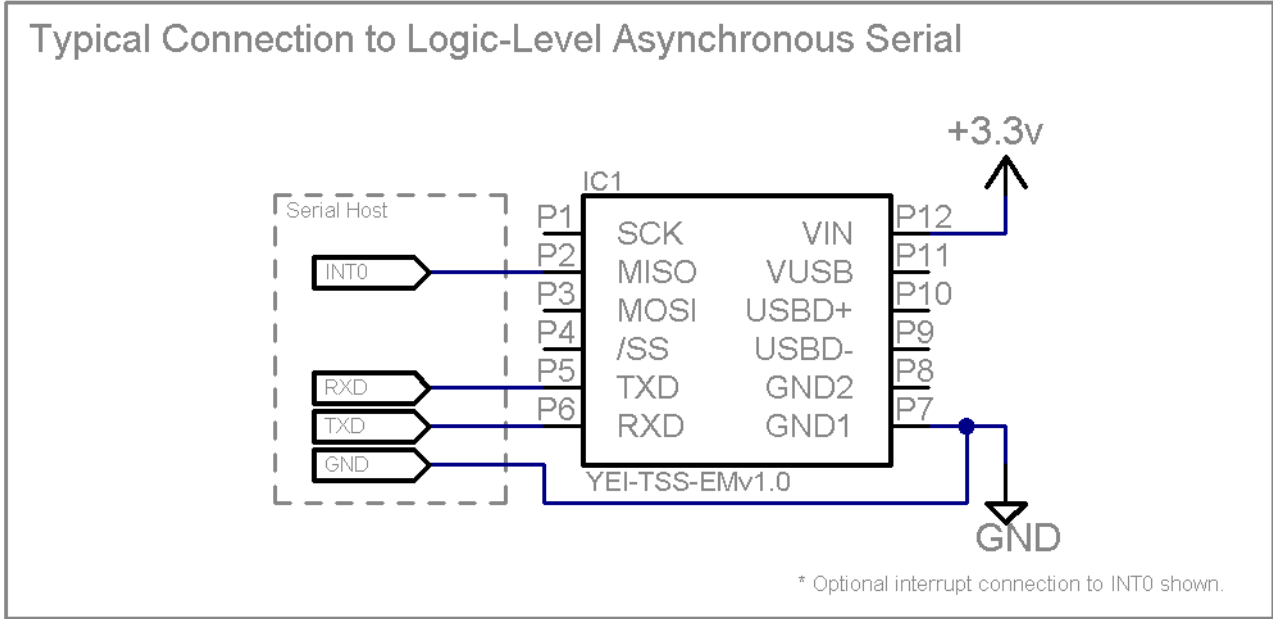 Typical Connection to Logic-Level Asynchronous Serial
+3.3v
IC1
Serial Host
P1 SCK VIN P12
INT0 P2 MISO VUSB P11
P3 MOSI USBD+ P10
P4 /SS USBD- P9
RXD P5 TXD GND2 P8
TXD P6 RXD GND1 P7
GND
YEI-TSS-EMv1.0
GND
* Optional interrupt connection to INT0 shown.